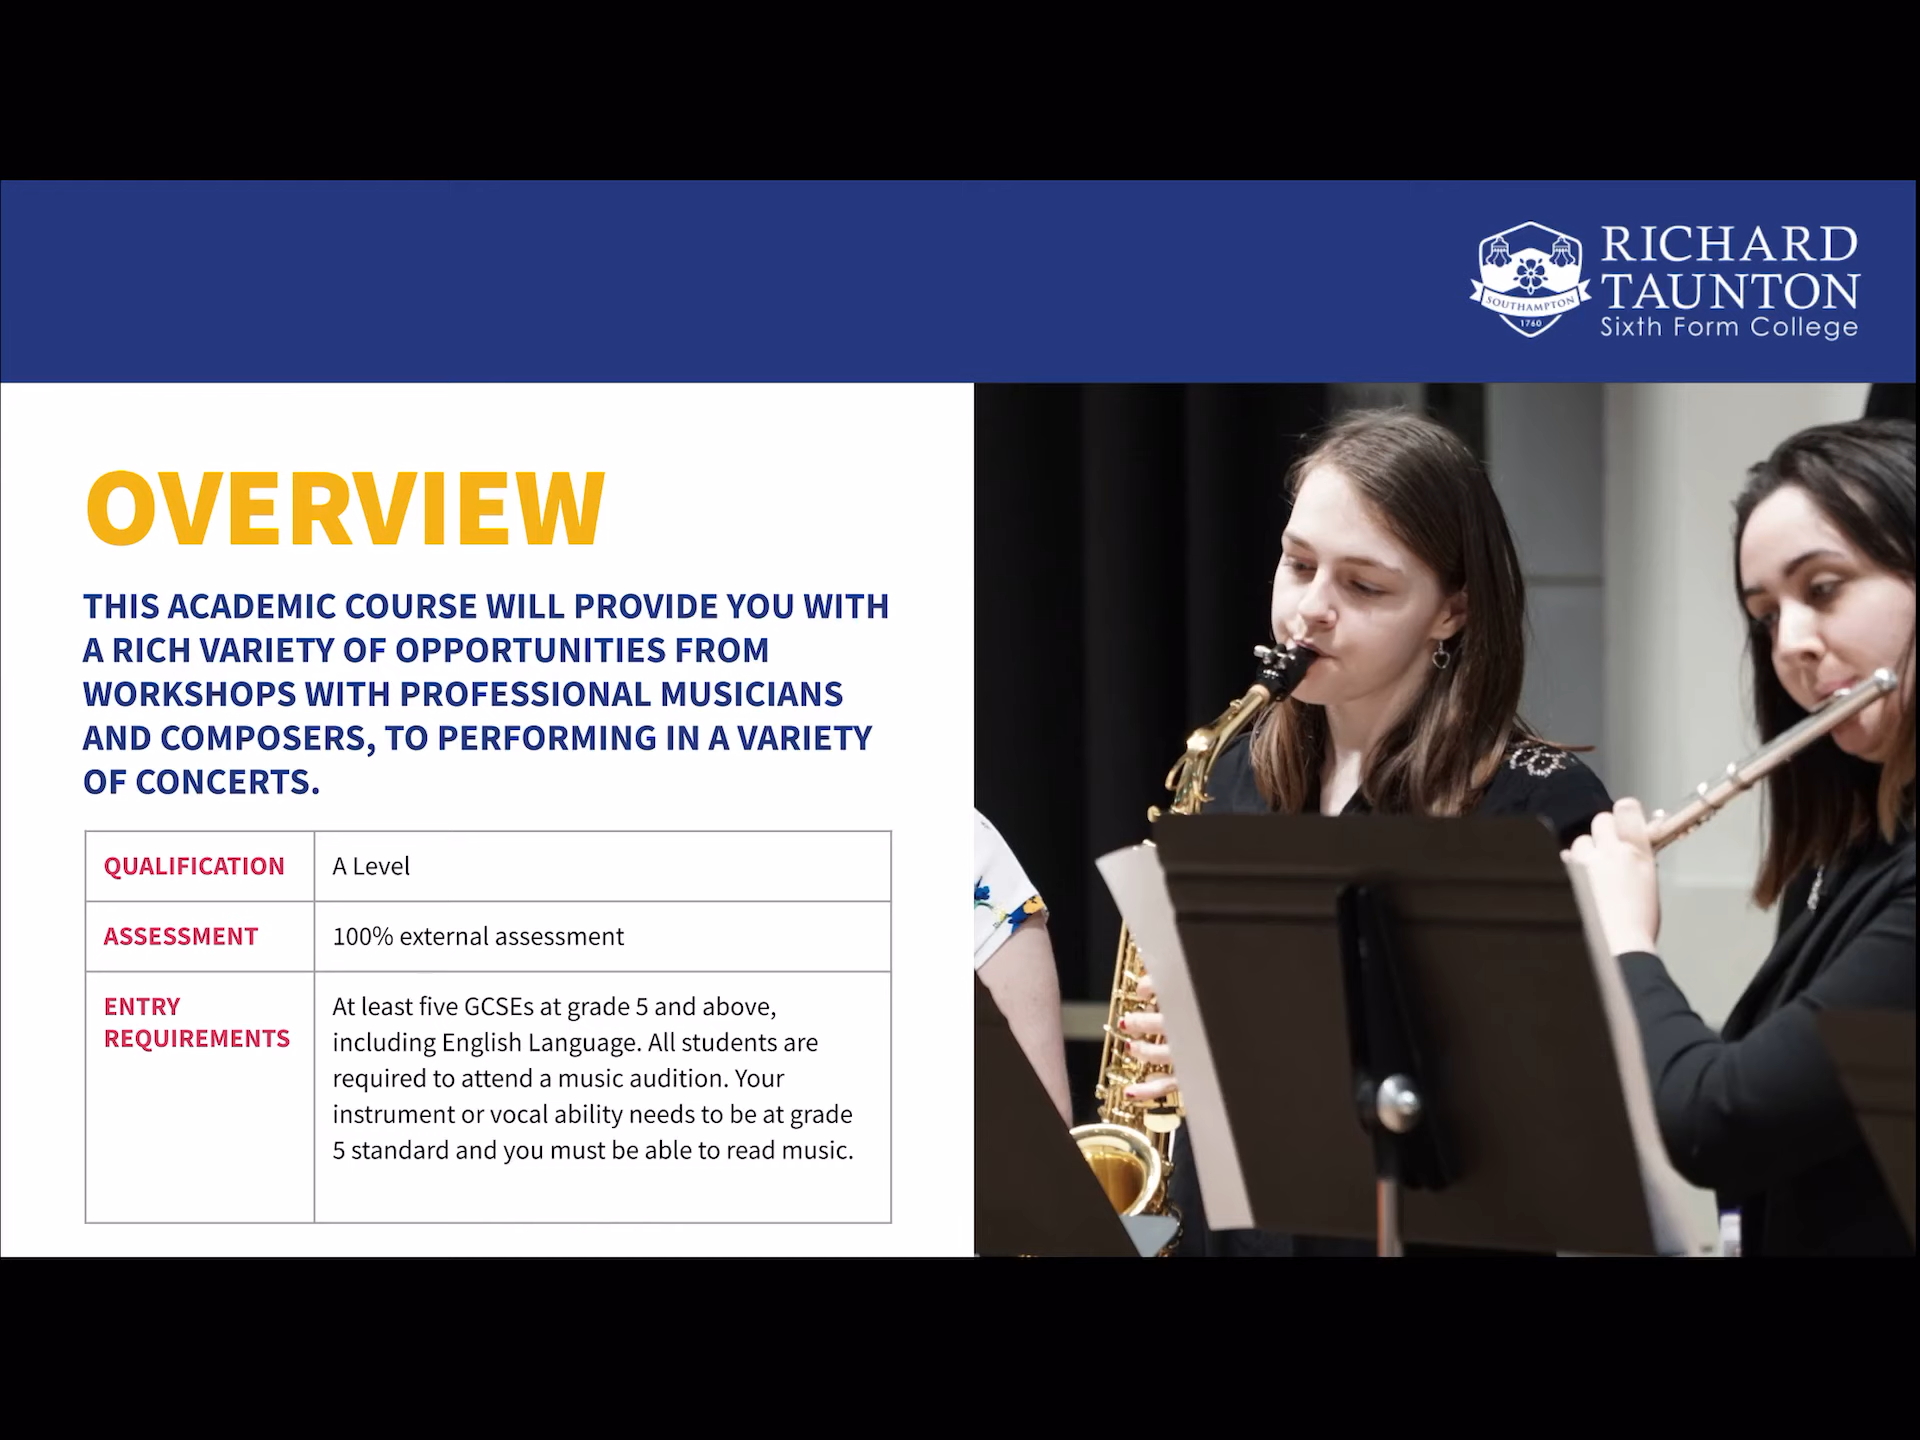 RICHARD
TAUNTON
Sixth Form College
SOUTHAMPTON
1760
OVERVIEW
THIS ACADEMIC COURSE WILL PROVIDE YOU WITH
A RICH VARIETY OF OPPORTUNITIES FROM
WORKSHOPS WITH PROFESSIONAL MUSICIANS
AND COMPOSERS, TO PERFORMING IN A VARIETY
OF CONCERTS.
QUALIFICATION A Level
ASSESSMENT 100% external assessment
ENTRY
REQUIREMENTS
At least five GCSEs at grade 5 and above,
including English Language. All students are
required to attend a music audition. Your
instrument or vocal ability needs to be at grade
5 standard and you must be able to read music.